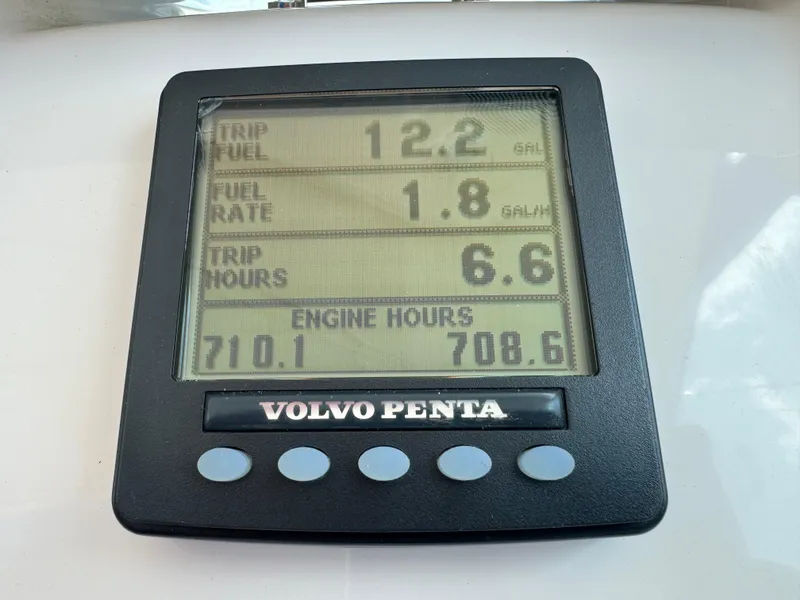 TRIP FUEL 12.2 GAL
FUEL RATE 1.8 GAL/H
TRIP HOURS 6.6
ENGINE HOURS
710.1 708.6
VOLVO PENTA